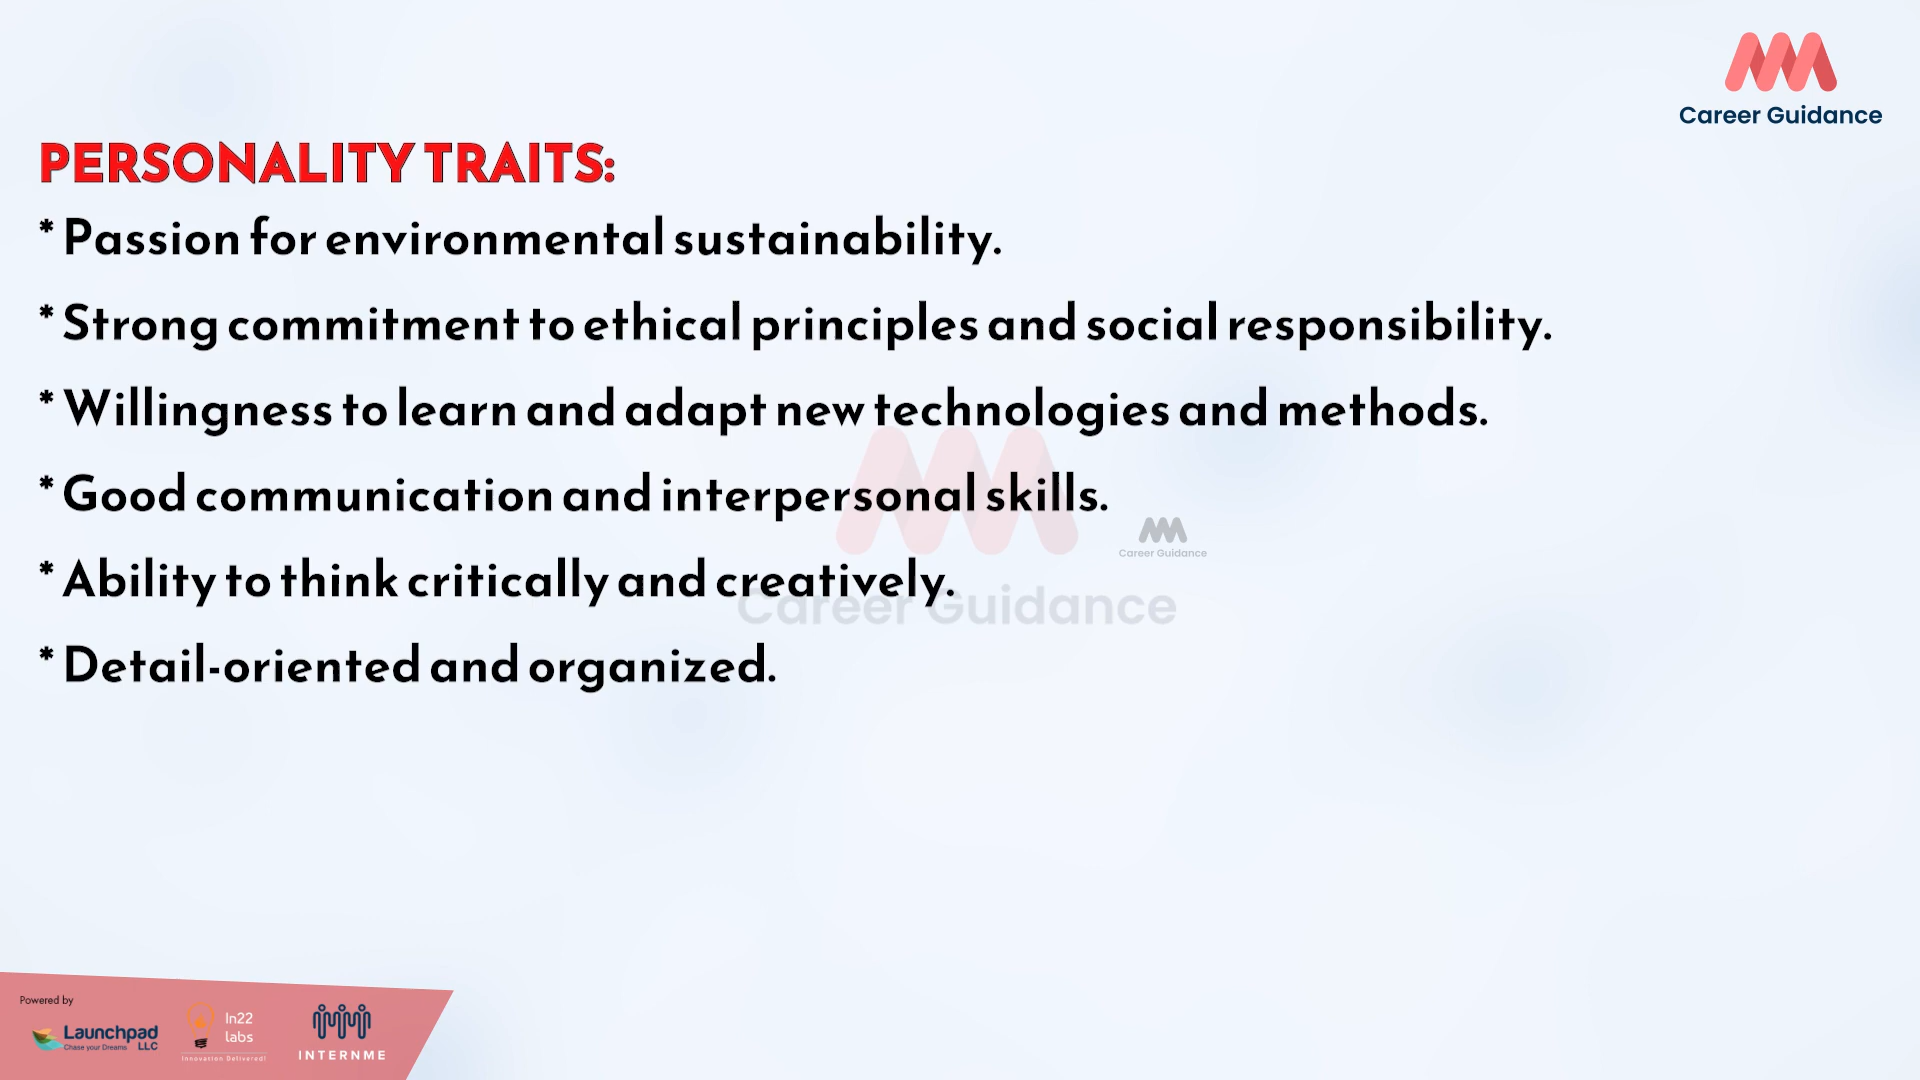 Career Guidance
PERSONALITY TRAITS:
* Passion for environmental sustainability.
* Strong commitment to ethical principles and social responsibility.
* Willingness to learn and adapt new technologies and methods.
* Good communication and interpersonal skills.
Career Guidance
* Ability to think critically and creatively.
Career Guidance
* Detail-oriented and organized.
Powered by
Launchpad
Chase your Dreams LLC
In22
labs
Innovation Delivered!
INTERNME